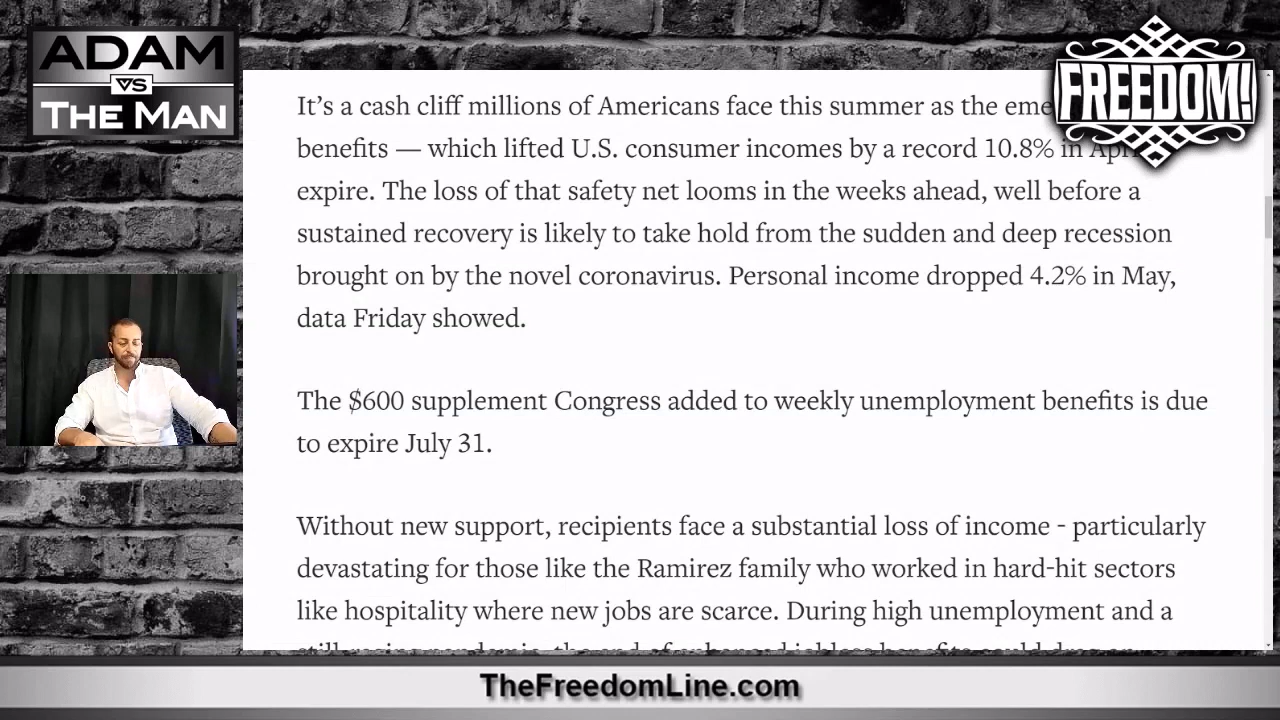 ADAM
VS
THE MAN
FREEDOM!
It’s a cash cliff millions of Americans face this summer as the
benefits — which lifted U.S. consumer incomes by a record 10.8% in
expire. The loss of that safety net looms in the weeks ahead, well before a
sustained recovery is likely to take hold from the sudden and deep recession
brought on by the novel coronavirus. Personal income dropped 4.2% in May,
data Friday showed.
The $600 supplement Congress added to weekly unemployment benefits is due
to expire July 31.
Without new support, recipients face a substantial loss of income - particularly
devastating for those like the Ramirez family who worked in hard-hit sectors
like hospitality where new jobs are scarce. During high unemployment and a
TheFreedomLine.com